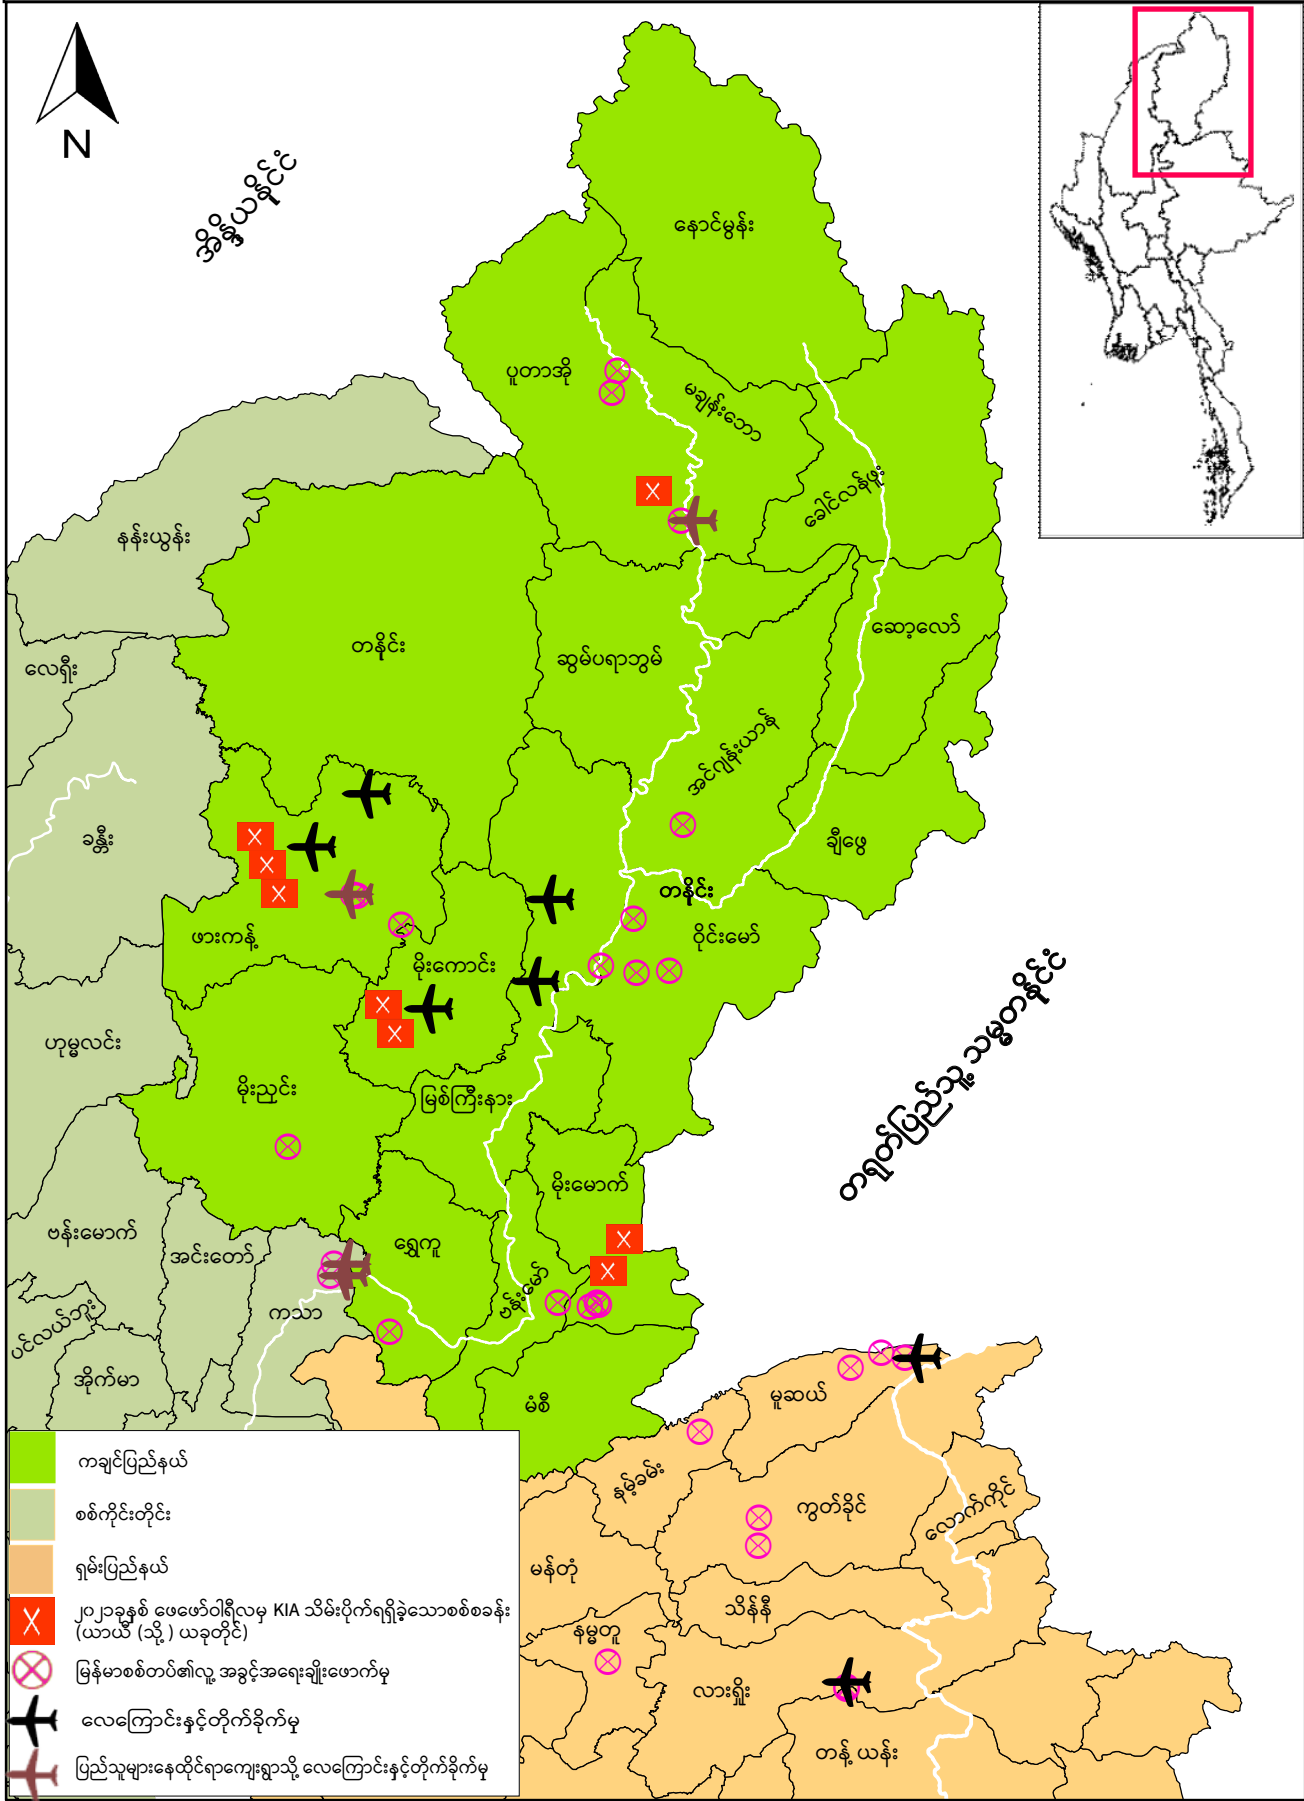 N
အိန္ဒိယနိုင်ငံ
နောင်မွန်း
ပူတာအို
မချမ်းဘော
ခေါင်လန်ဖူး
နန်းယွန်း
ဆော့လော်
တနိုင်း
ဆွမ်ပရာဘွမ်
လေရှီး
အင်ဂျန်းယာန်
ခန္တီး
ချီဖွေ
တနိုင်း
ဖားကန့်
ဝိုင်းမော်
မိုးကောင်း
တရုတ်ပြည်သူ့ သမ္မတနိုင်ငံ
ဟုမ္မလင်း
မိုးညှင်း
မြစ်ကြီးနား
မိုးမောက်
ဗန်းမောက်
ရွှေကူ
အင်းတော်
ဗန်းမော်
ကသာ
ပင်လယ်ဘူး
အိုက်မာ
မူဆယ်
မံစီ
နမ့်ခမ်း
ကွတ်ခိုင်
လောက်ကိုင်
မန်တုံ
သိန်နီ
နမ္မတူ
လားရှိုး
တန့် ယန်း
ကချင်ပြည်နယ်
စစ်ကိုင်းတိုင်း
ရှမ်းပြည်နယ်
၂၀၂၁ခုနှစ် ဖေဖော်ဝါရီလမှ KIA သိမ်းပိုက်ရရှိခဲ့သောစစ်စခန်း
(ယာယီ (သို့ ) ယခုတိုင်)
မြန်မာစစ်တပ်၏လူ့ အခွင့်အရေးချိုးဖောက်မှု
လေကြောင်းနှင့်တိုက်ခိုက်မှု
ပြည်သူများနေထိုင်ရာကျေးရွာသို့ လေကြောင်းနှင့်တိုက်ခိုက်မှု